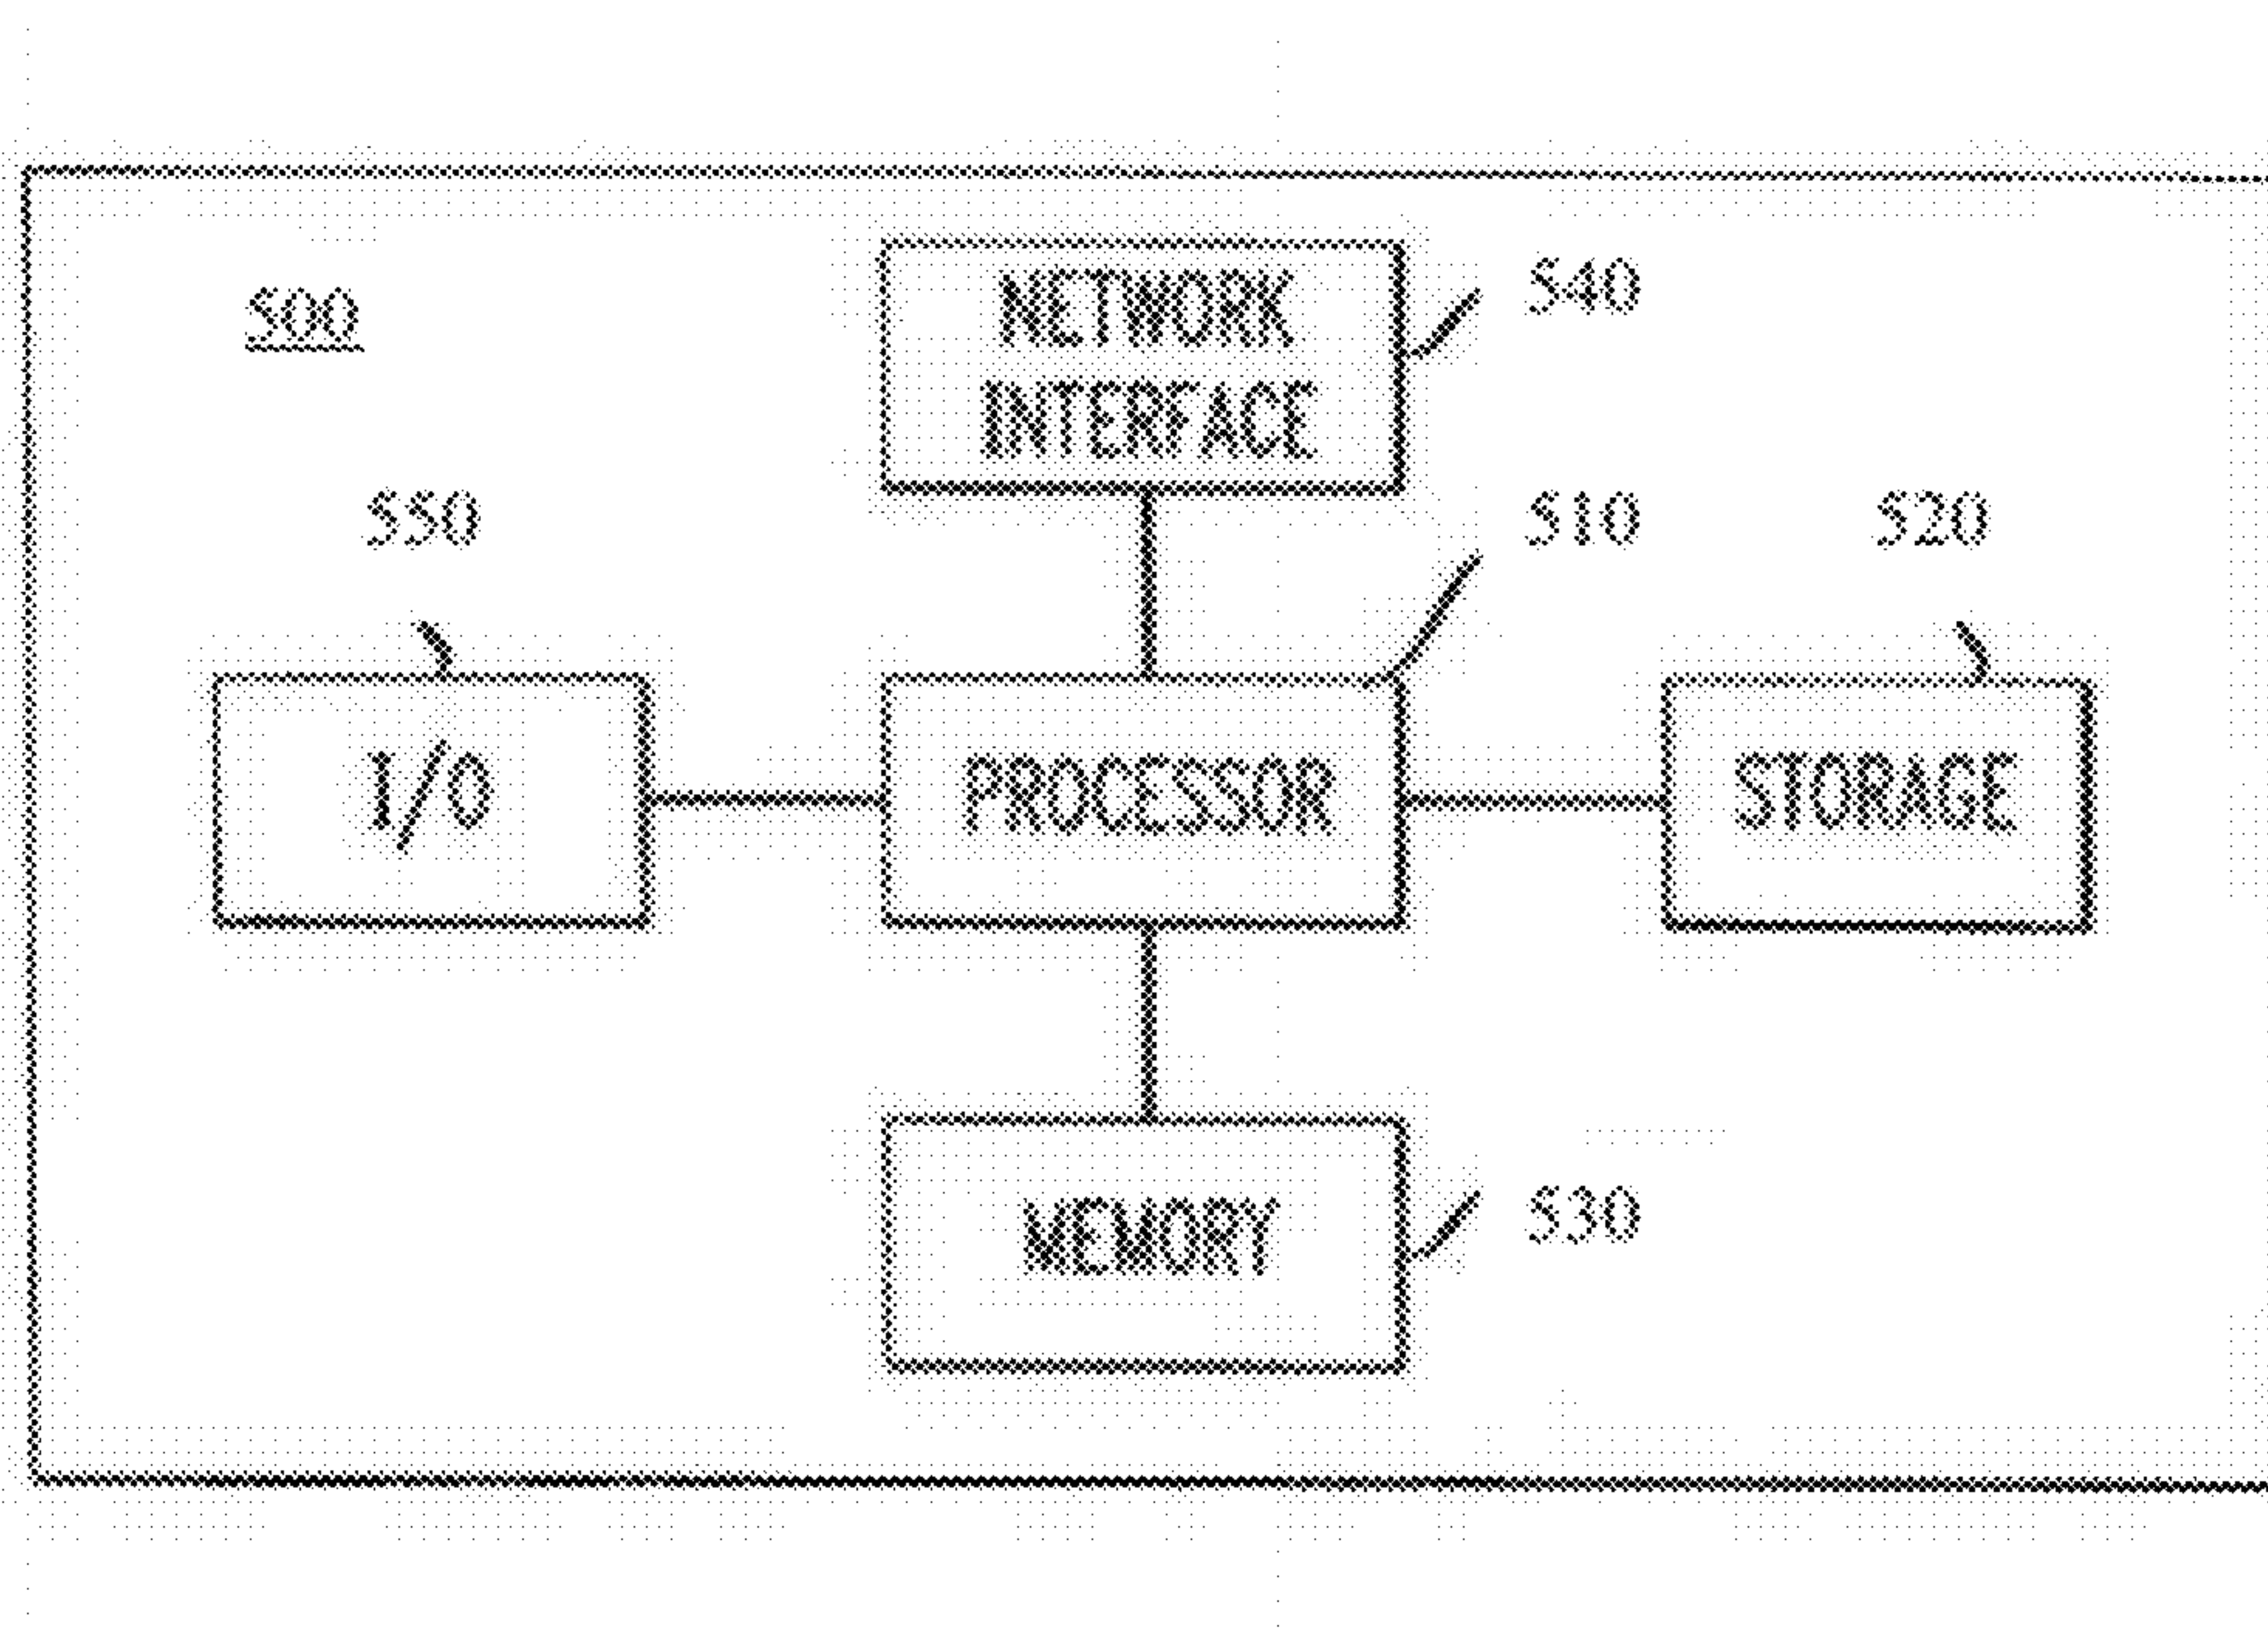 500
NETWORK
INTERFACE
540
550
510
520
I/O
PROCESSOR
STORAGE
MEMORY
530